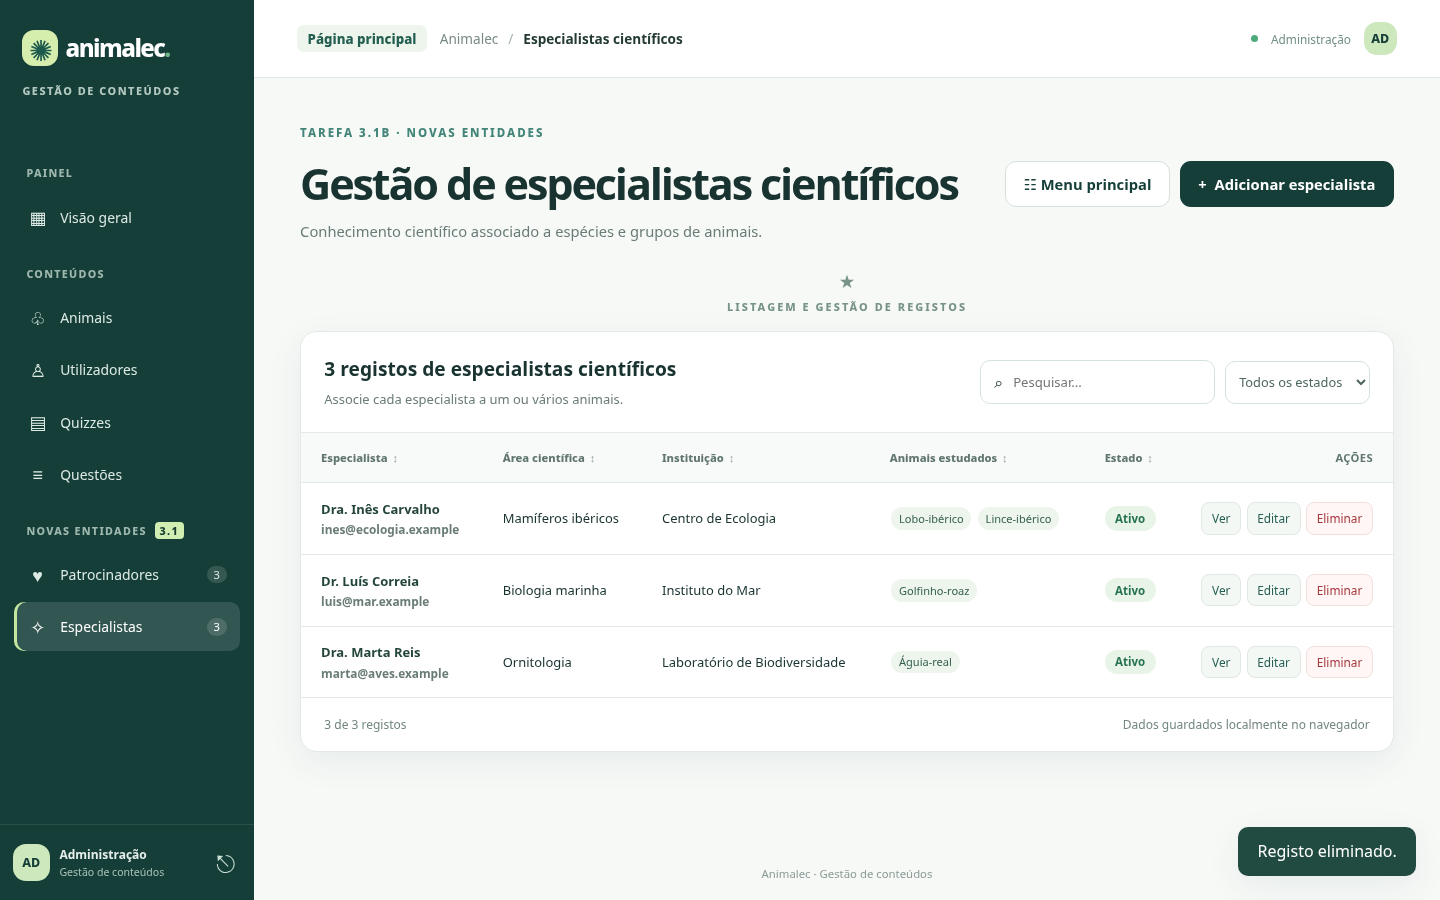 animalec.
GESTÃO DE CONTEÚDOS
PAINEL
Visão geral
CONTEÚDOS
Animais
Utilizadores
Quizzes
Questões
NOVAS ENTIDADES 3.1
Patrocinadores 3
Especialistas 3
AD Administração
Gestão de conteúdos
Página principal Animalec / Especialistas científicos
Administração AD
TAREFA 3.1B · NOVAS ENTIDADES
Gestão de especialistas científicos
Menu principal
+ Adicionar especialista
Conhecimento científico associado a espécies e grupos de animais.
LISTAGEM E GESTÃO DE REGISTOS
3 registos de especialistas científicos
Associe cada especialista a um ou vários animais.
Pesquisar...
Todos os estados
Especialista Área científica Instituição Animais estudados Estado AÇÕES
Dra. Inês Carvalho
ines@ecologia.example
Mamíferos ibéricos Centro de Ecologia Lobo-ibérico Lince-ibérico Ativo Ver Editar Eliminar
Dr. Luís Correia
luis@mar.example
Biologia marinha Instituto do Mar Golfinho-roaz Ativo Ver Editar Eliminar
Dra. Marta Reis
marta@aves.example
Ornitologia Laboratório de Biodiversidade Águia-real Ativo Ver Editar Eliminar
3 de 3 registos
Dados guardados localmente no navegador
Registo eliminado.
Animalec · Gestão de conteúdos